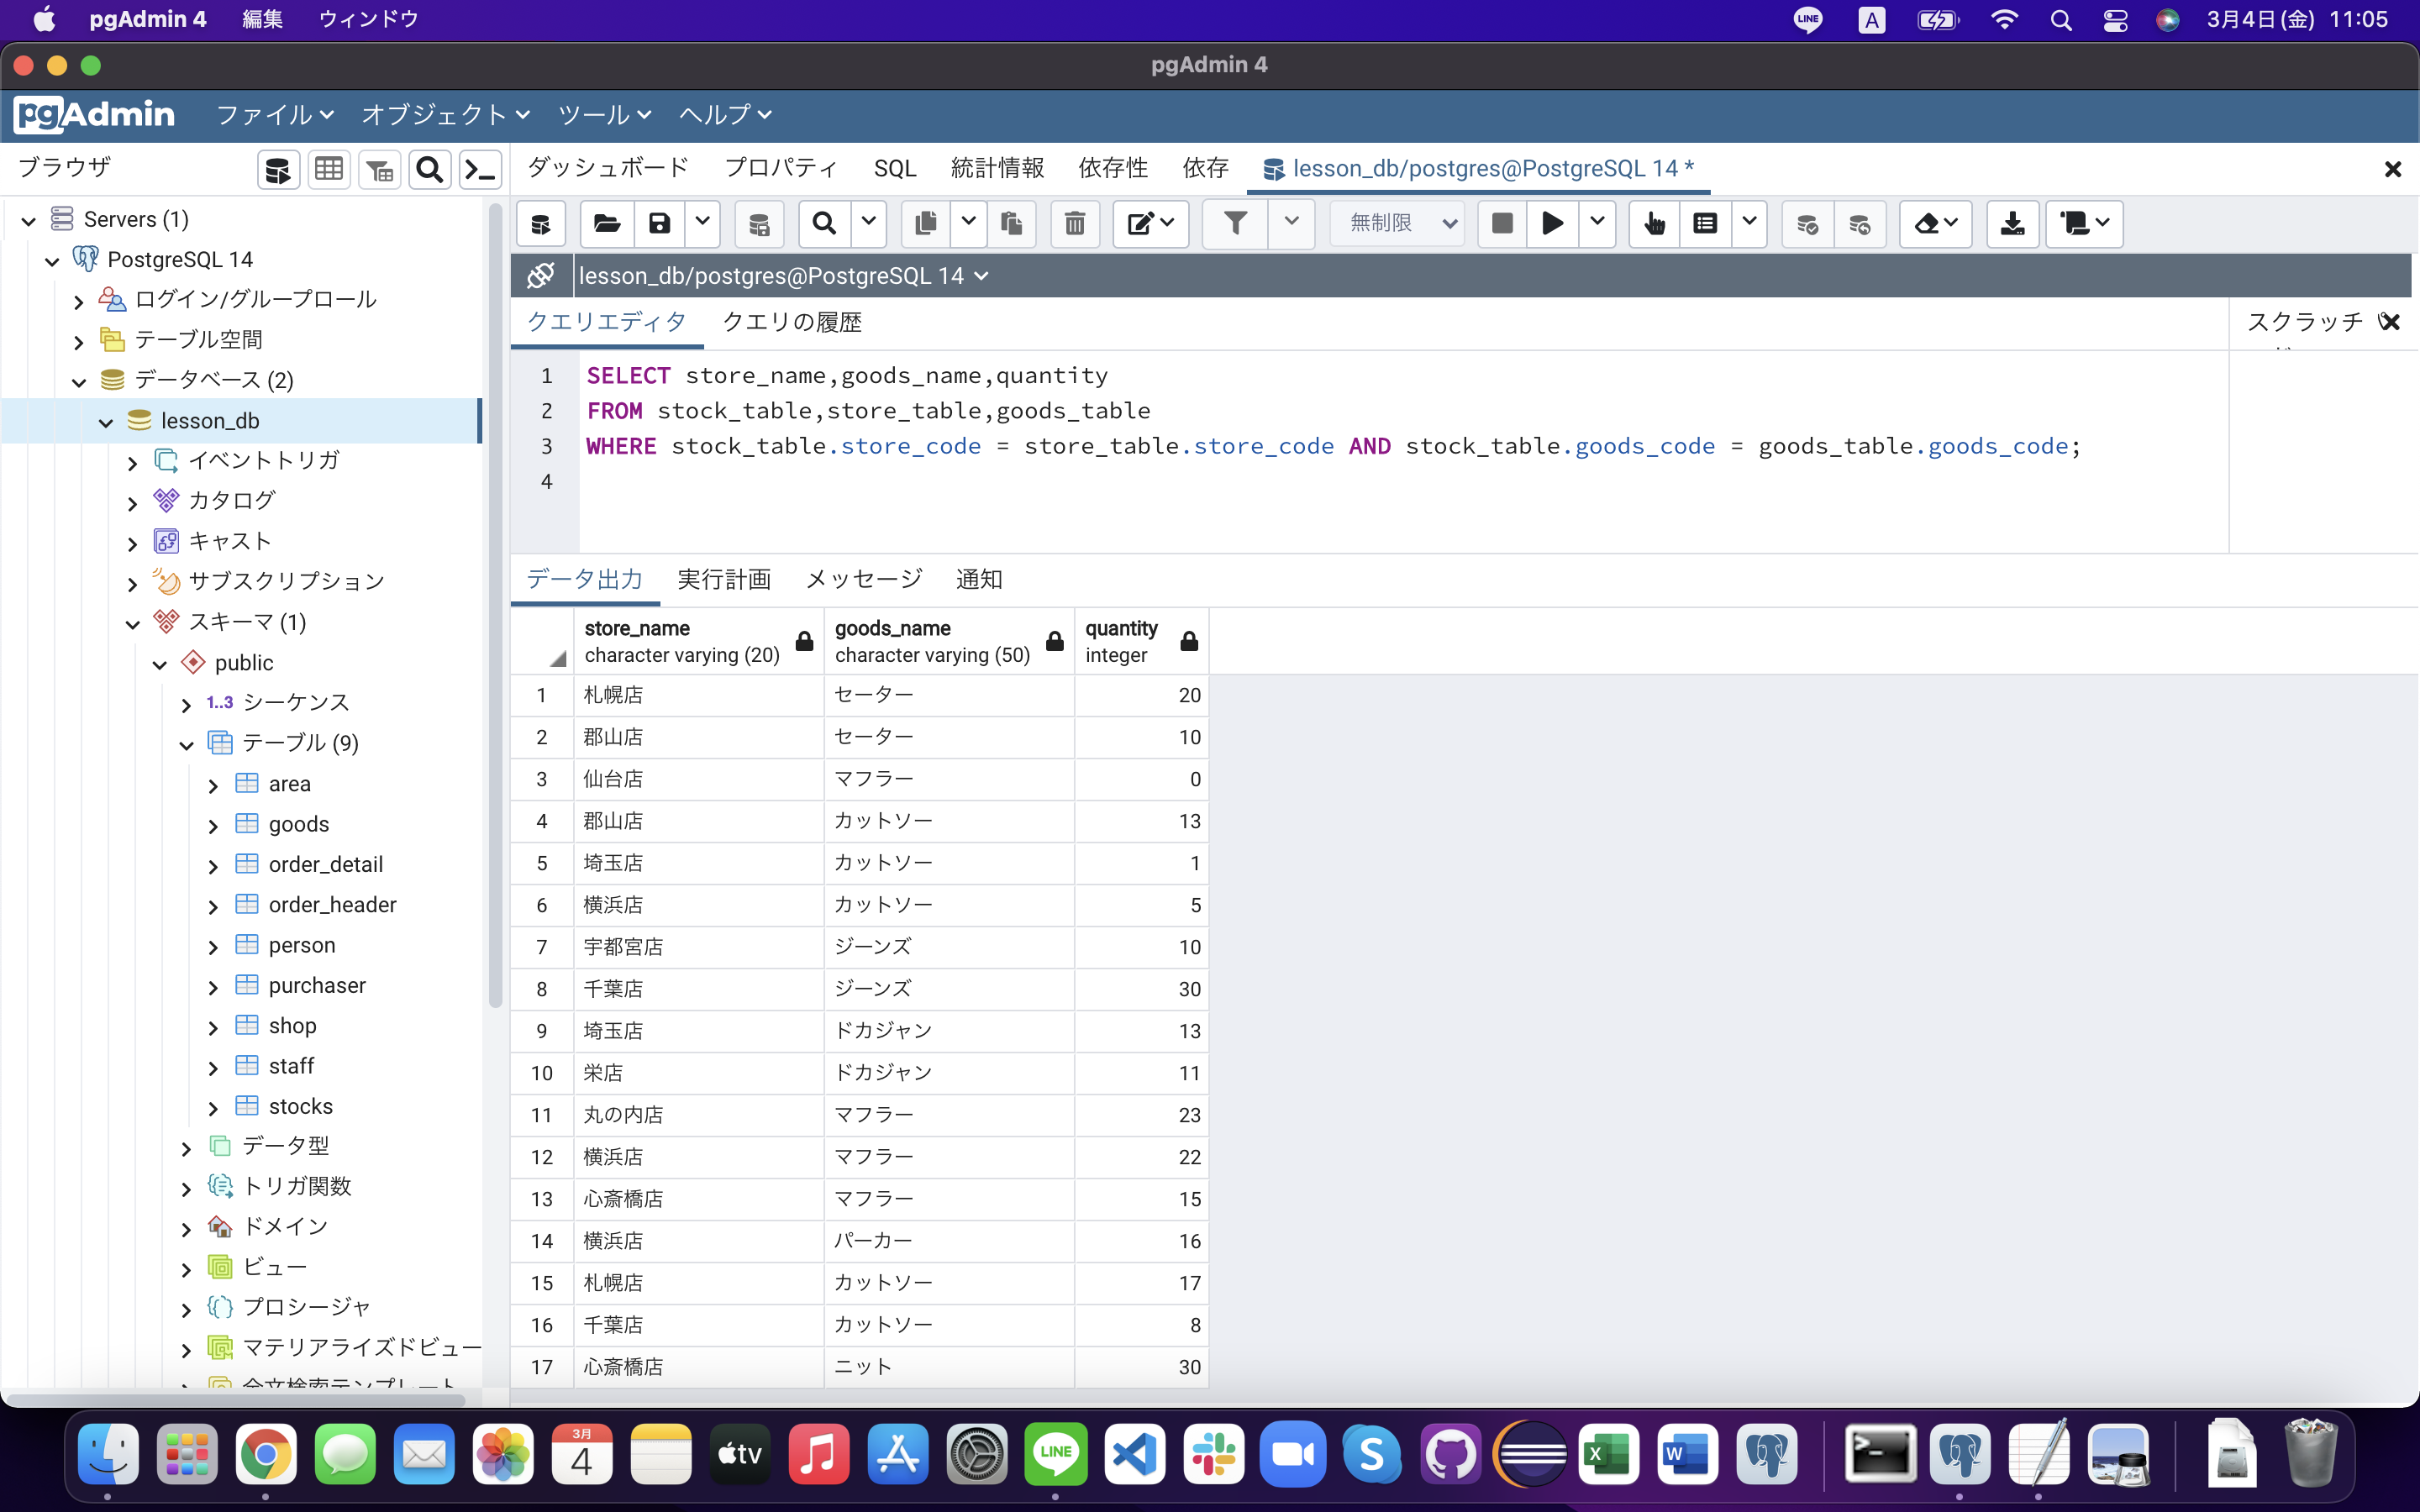 pgAdmin 4 編集 ウィンドウ
LINE A 3月4日(金) 11:05
pgAdmin 4
pgAdmin ファイル オブジェクト ツール ヘルプ
ブラウザ
ダッシュボード プロパティ SQL 統計情報 依存性 依存 lesson_db/postgres@PostgreSQL 14 *
Servers (1)
PostgreSQL 14
ログイン/グループロール
テーブル空間
データベース (2)
lesson_db
イベントトリガ
カタログ
キャスト
サブスクリプション
スキーマ (1)
public
1..3 シーケンス
テーブル (9)
area
goods
order_detail
order_header
person
purchaser
shop
staff
stocks
データ型
トリガ関数
ドメイン
ビュー
プロシージャ
マテリアライズドビュー
全文検索テンプレート
無制限
lesson_db/postgres@PostgreSQL 14
クエリエディタ クエリの履歴
スクラッチ
1 SELECT store_name,goods_name,quantity
2 FROM stock_table,store_table,goods_table
3 WHERE stock_table.store_code = store_table.store_code AND stock_table.goods_code = goods_table.goods_code;
4
データ出力 実行計画 メッセージ 通知
store_name goods_name quantity
character varying (20) character varying (50) integer
1 札幌店 セーター 20
2 郡山店 セーター 10
3 仙台店 マフラー 0
4 郡山店 カットソー 13
5 埼玉店 カットソー 1
6 横浜店 カットソー 5
7 宇都宮店 ジーンズ 10
8 千葉店 ジーンズ 30
9 埼玉店 ドカジャン 13
10 栄店 ドカジャン 11
11 丸の内店 マフラー 23
12 横浜店 マフラー 22
13 心斎橋店 マフラー 15
14 横浜店 パーカー 16
15 札幌店 カットソー 17
16 千葉店 カットソー 8
17 心斎橋店 ニット 30
3月
4
tv
LINE
S
X
W